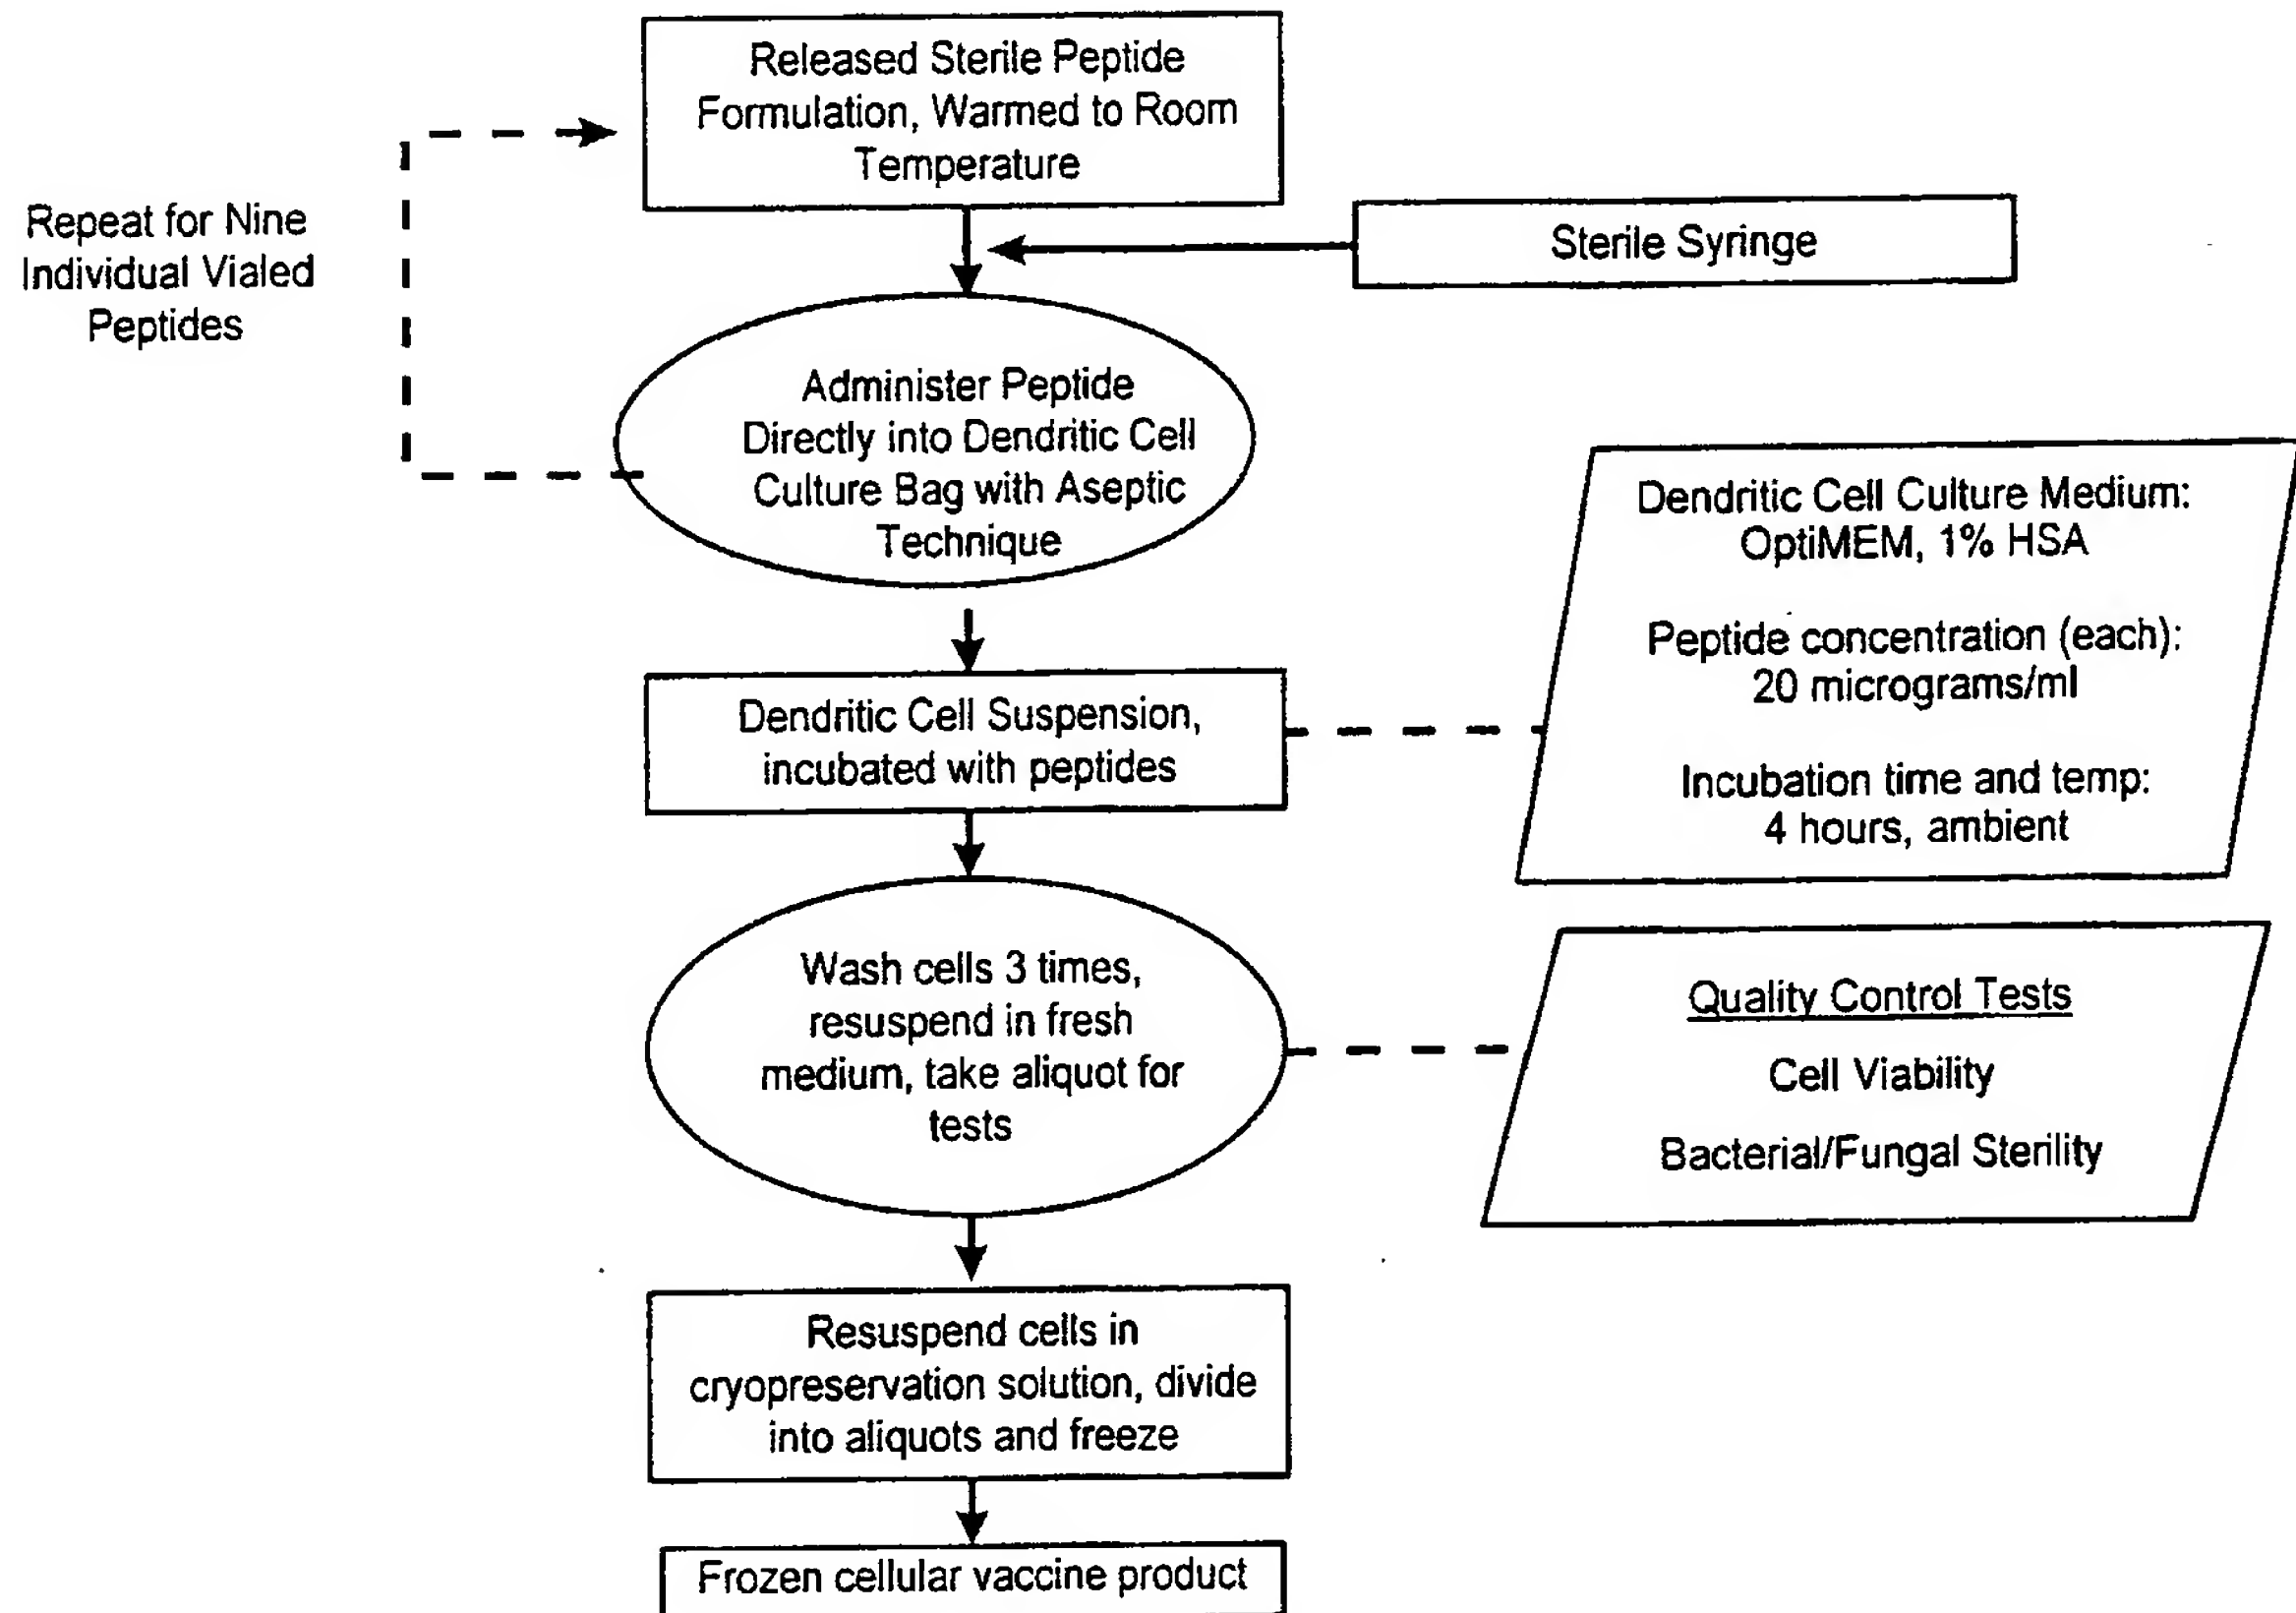 Released Sterile Peptide
Formulation, Warmed to Room
Temperature
Repeat for Nine
Individual Vialed
Peptides
Sterile Syringe
Administer Peptide
Directly into Dendritic Cell
Culture Bag with Aseptic
Technique
Dendritic Cell Culture Medium:
OptiMEM, 1% HSA
Peptide concentration (each):
20 micrograms/ml
Incubation time and temp:
4 hours, ambient
Dendritic Cell Suspension,
incubated with peptides
Wash cells 3 times,
resuspend in fresh
medium, take aliquot for
tests
Quality Control Tests
Cell Viability
Bacterial/Fungal Sterility
Resuspend cells in
cryopreservation solution, divide
into aliquots and freeze
Frozen cellular vaccine product